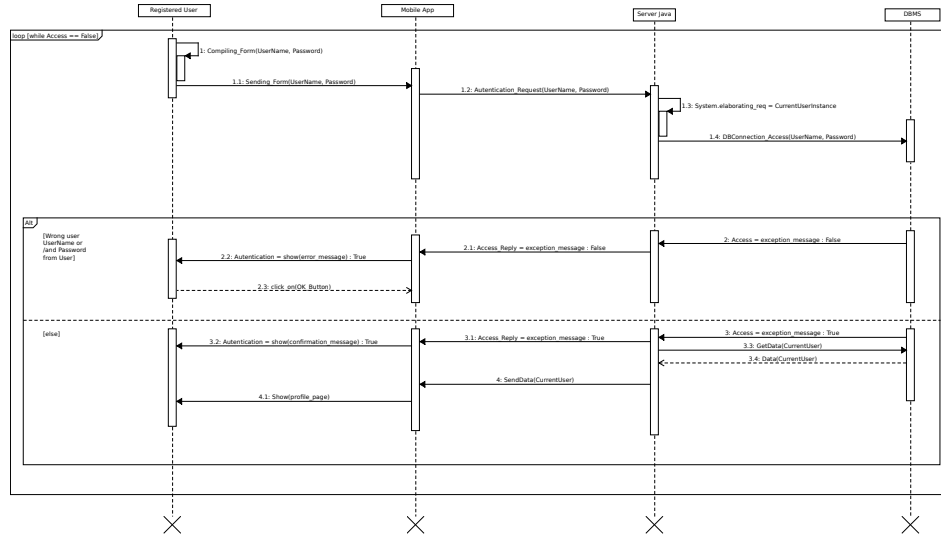 Registered User
Mobile App
Server Java
DBMS
loop [while Access == False]
1: Compiling_Form(UserName, Password)
1.1: Sending_Form(UserName, Password)
1.2: Autentication_Request(UserName, Password)
1.3: System.elaborating_req = CurrentUserInstance
1.4: DBConnection_Access(UserName, Password)
Alt
[Wrong user
UserName or
/and Password
from User]
2: Access = exception_message : False
2.1: Access_Reply = exception_message : False
2.2: Autentication = show(error_message) : True
2.3: click_on(OK_Button)
[else]
3: Access = exception_message : True
3.1: Access_Reply = exception_message : True
3.2: Autentication = show(confirmation_message) : True
3.3: GetData(CurrentUser)
3.4: Data(CurrentUser)
4: SendData(CurrentUser)
4.1: Show(profile_page)